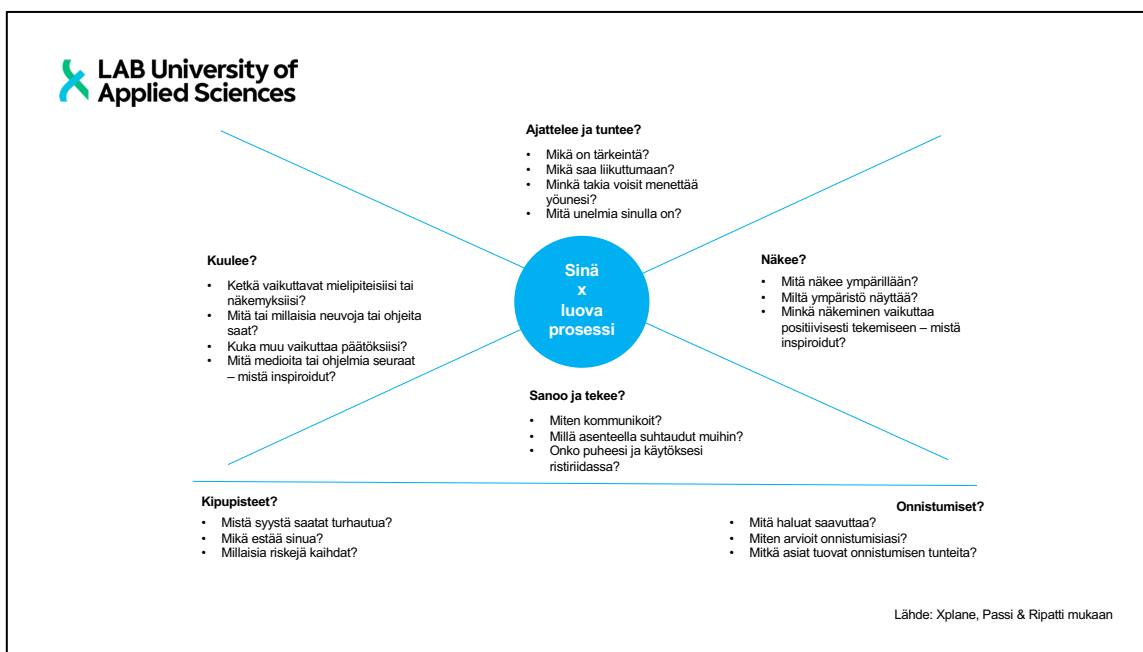 LAB University of
Applied Sciences
Ajattelee ja tuntee?
• Mikä on tärkeintä?
• Mikä saa liikuttumaan?
• Minkä takia voisit menettää
yöunesi?
• Mitä unelmia sinulla on?
Kuulee?
• Ketkä vaikuttavat mielipiteisiisi tai
näkemyksiisi?
• Mitä tai millaisia neuvoja tai ohjeita
saat?
• Kuka muu vaikuttaa päätöksiisi?
• Mitä medioita tai ohjelmia seuraat
– mistä inspiroidut?
Sinä
x
luova
prosessi
Näkee?
• Mitä näkee ympärillään?
• Miltä ympäristö näyttää?
• Minkä näkeminen vaikuttaa
positiivisesti tekemiseen – mistä
inspiroidut?
Sanoo ja tekee?
• Miten kommunikoit?
• Millä asenteella suhtaudut muihin?
• Onko puheesi ja käytöksesi
ristiriidassa?
Kipupisteet?
• Mistä syystä saatat turhautua?
• Mikä estää sinua?
• Millaisia riskejä kaihdat?
Onnistumiset?
• Mitä haluat saavuttaa?
• Miten arvioit onnistumisiasi?
• Mitkä asiat tuovat onnistumisen tunteita?
Lähde: Xplane, Passi & Ripatti mukaan